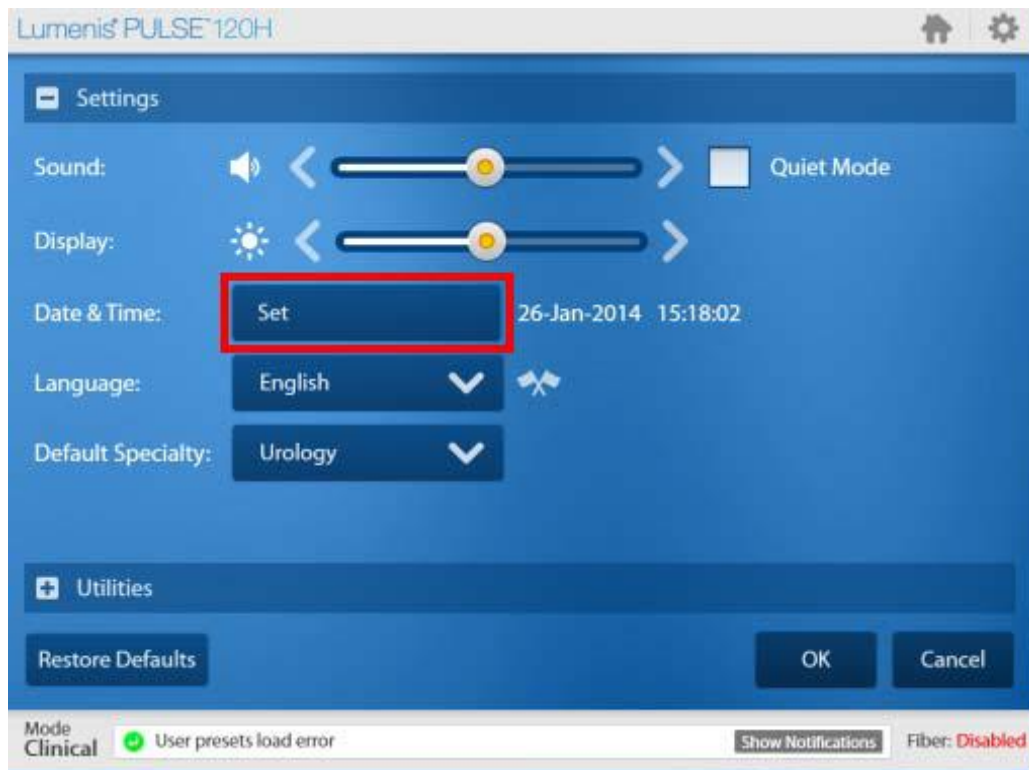 Lumenis® PULSE™ 120H
Settings
Sound: Quiet Mode
Display:
Date & Time: Set 26-Jan-2014 15:18:02
Language: English
Default Specialty: Urology
Utilities
Restore Defaults OK Cancel
Mode
Clinical User presets load error Show Notifications Fiber: Disabled